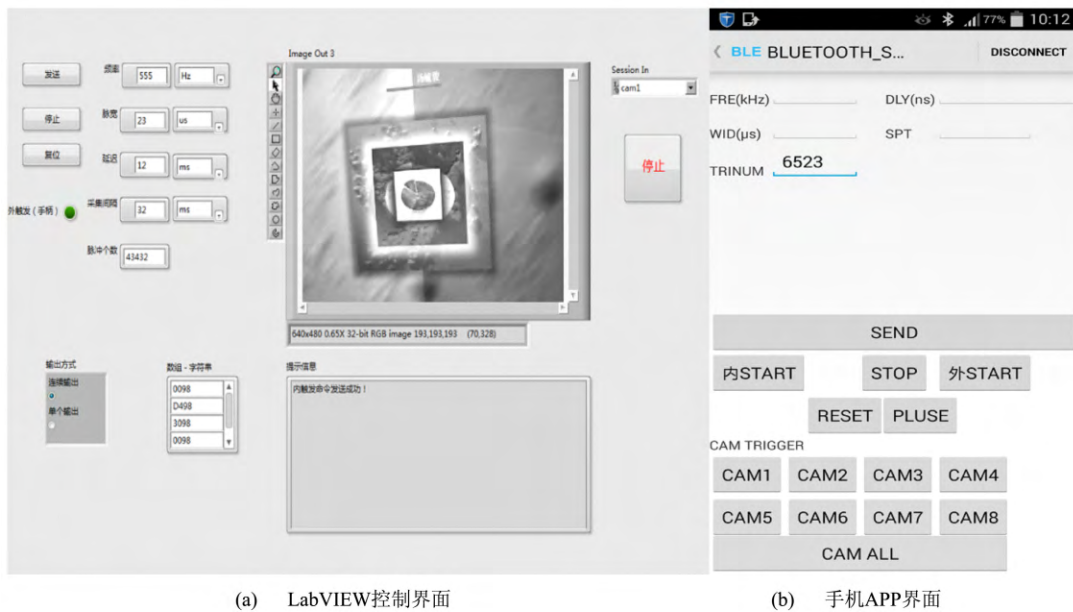 Image Out 3
发送
频率
555
Hz
停止
脉宽
23
us
复位
延迟
12
ms
外触发（手柄）
采集间隔
32
ms
脉冲个数
43432
Session In
cam1
停止
640x480 0.65X 32-bit RGB image 193,193,193 (70,328)
输出方式
连续输出
单个输出
数组 - 字符串
0098
D498
3098
0098
提示信息
内触发命令发送成功！
77% 10:12
BLE BLUETOOTH_S... DISCONNECT
FRE(kHz) DLY(ns)
WID(μs) SPT
TRINUM 6523
SEND
内START STOP 外START
RESET PLUSE
CAM TRIGGER
CAM1 CAM2 CAM3 CAM4
CAM5 CAM6 CAM7 CAM8
CAM ALL
(a) LabVIEW控制界面
(b) 手机APP界面